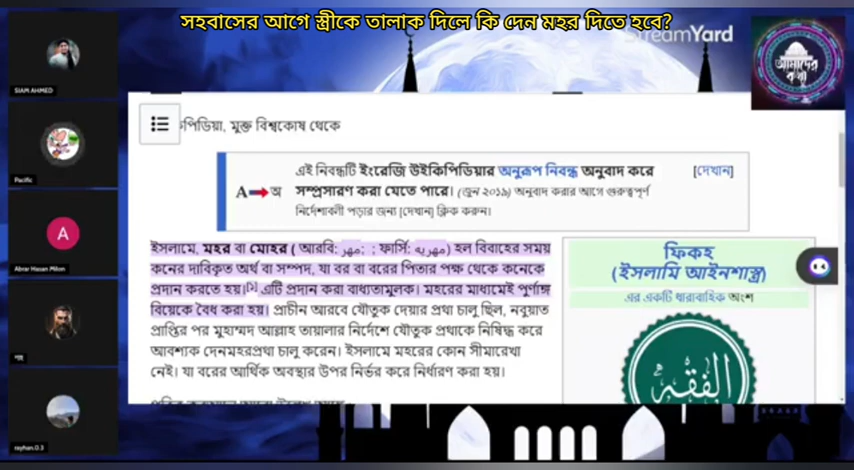 সহবাসের আগে স্ত্রীকে তালাক দিলে কি দেন মহর দিতে হবে?
StreamYard
আমাদের কথা
SIAM AHMED
Pacific
A
Abrar Hasan Milon
শান্ত
rayhan.0.3
কিপিডিয়া, মুক্ত বিশ্বকোষ থেকে
এই নিবন্ধটি ইংরেজি উইকিপিডিয়ার অনুরূপ নিবন্ধ অনুবাদ করে [দেখান]
A অ সম্প্রসারণ করা যেতে পারে। (জুন ২০১৯) অনুবাদ করার আগে গুরুত্বপূর্ণ
নির্দেশাবলী পড়ার জন্য [দেখান] ক্লিক করুন।
ইসলামে, মহর বা মোহর ( আরবি: مهر‎; ; ফার্সি: مهريه) হল বিবাহের সময়
কনের দাবিকৃত অর্থ বা সম্পদ, যা বর বা বরের পিতার পক্ষ থেকে কনেকে
প্রদান করতে হয়। এটি প্রদান করা বাধ্যতামূলক। মহরের মাধ্যমেই পূর্ণাঙ্গ
বিয়েকে বৈধ করা হয়। প্রাচীন আরবে যৌতুক দেয়ার প্রথা চালু ছিল, নবুয়াত
প্রাপ্তির পর মুহাম্মদ আল্লাহ তায়ালার নির্দেশে যৌতুক প্রথাকে নিষিদ্ধ করে
আবশ্যক দেনমহরপ্রথা চালু করেন। ইসলামে মহরের কোন সীমারেখা
নেই। যা বরের আর্থিক অবস্থার উপর নির্ভর করে নির্ধারণ করা হয়।
ফিকহ
(ইসলামি আইনশাস্ত্র)
এর একটি ধারাবাহিক অংশ
الفقه